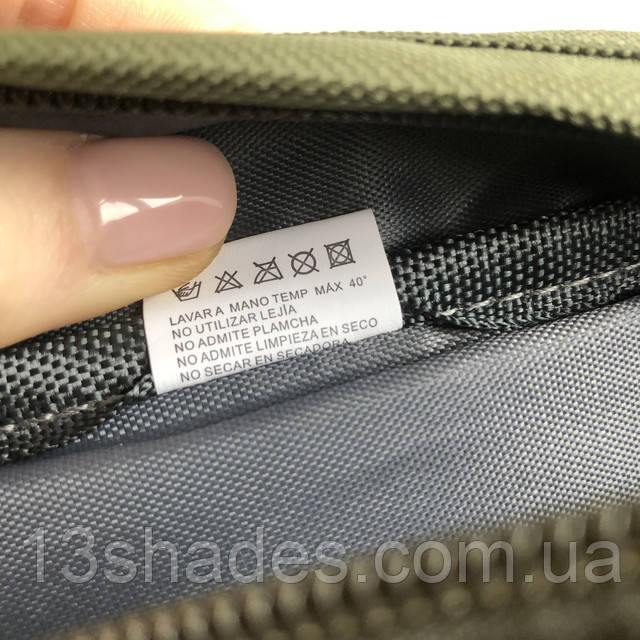 LAVAR A MANO TEMP MÁX 40°
NO UTILIZAR LEJÍA
NO ADMITE PLANCHA
NO ADMITE LIMPIEZA EN SECO
NO SECAR EN SECADORA
13shades.com.ua